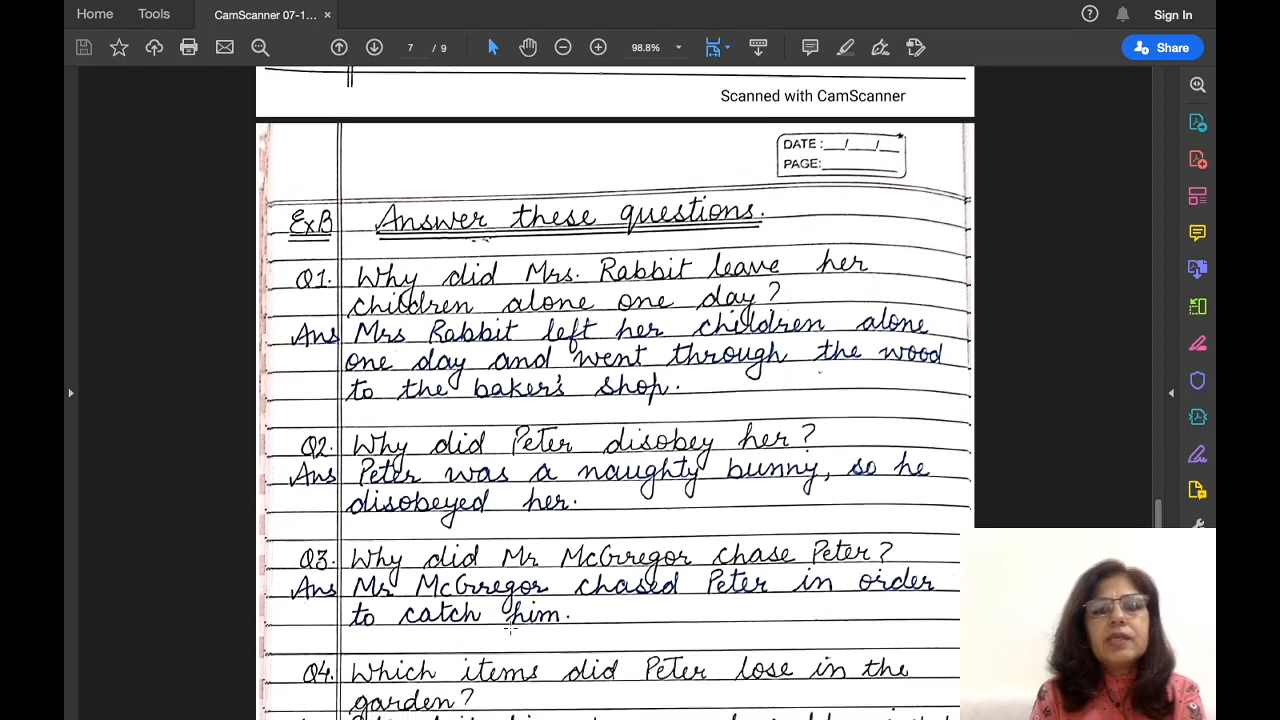 Home
Tools
CamScanner 07-1... ×
Sign In
7 / 9
98.8%
Share
Scanned with CamScanner
DATE: __/__/__
PAGE:
Ex B Answer these questions.
Q1. Why did Mrs. Rabbit leave her
children alone one day?
Ans Mrs Rabbit left her children alone
one day and went through the wood
to the baker's shop.
Q2. Why did Peter disobey her?
Ans Peter was a naughty bunny, so he
disobeyed her.
Q3. Why did Mr McGregor chase Peter?
Ans Mr McGregor chased Peter in order
to catch him.
Q4. Which items did Peter lose in the
garden?